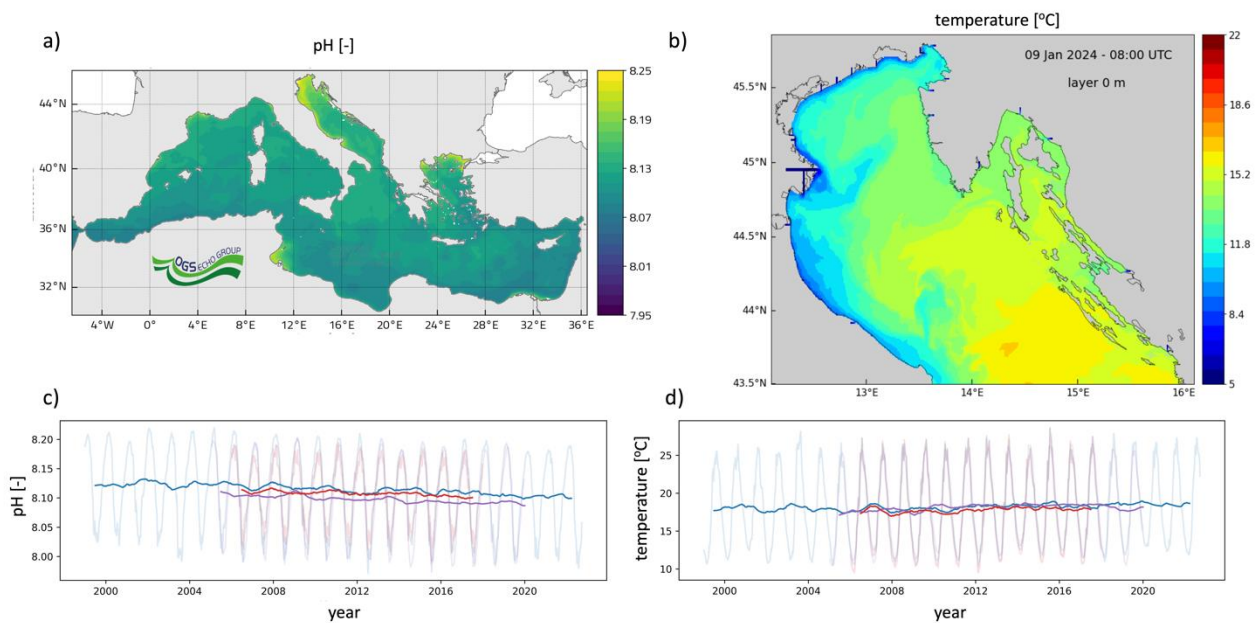 a)
pH [-]
44°N
40°N
36°N
32°N
4°W
0°
4°E
8°E
12°E
16°E
20°E
24°E
28°E
32°E
36°E
8.25
8.19
8.13
8.07
8.01
7.95
OGS ECHO GROUP
b)
temperature [°C]
09 Jan 2024 - 08:00 UTC
layer 0 m
45.5°N
45°N
44.5°N
44°N
43.5°N
13°E
14°E
15°E
16°E
22
18.6
15.2
11.8
8.4
5
c)
pH [-]
8.20
8.15
8.10
8.05
8.00
2000
2004
2008
2012
2016
2020
year
d)
temperature [°C]
25
20
15
10
2000
2004
2008
2012
2016
2020
year